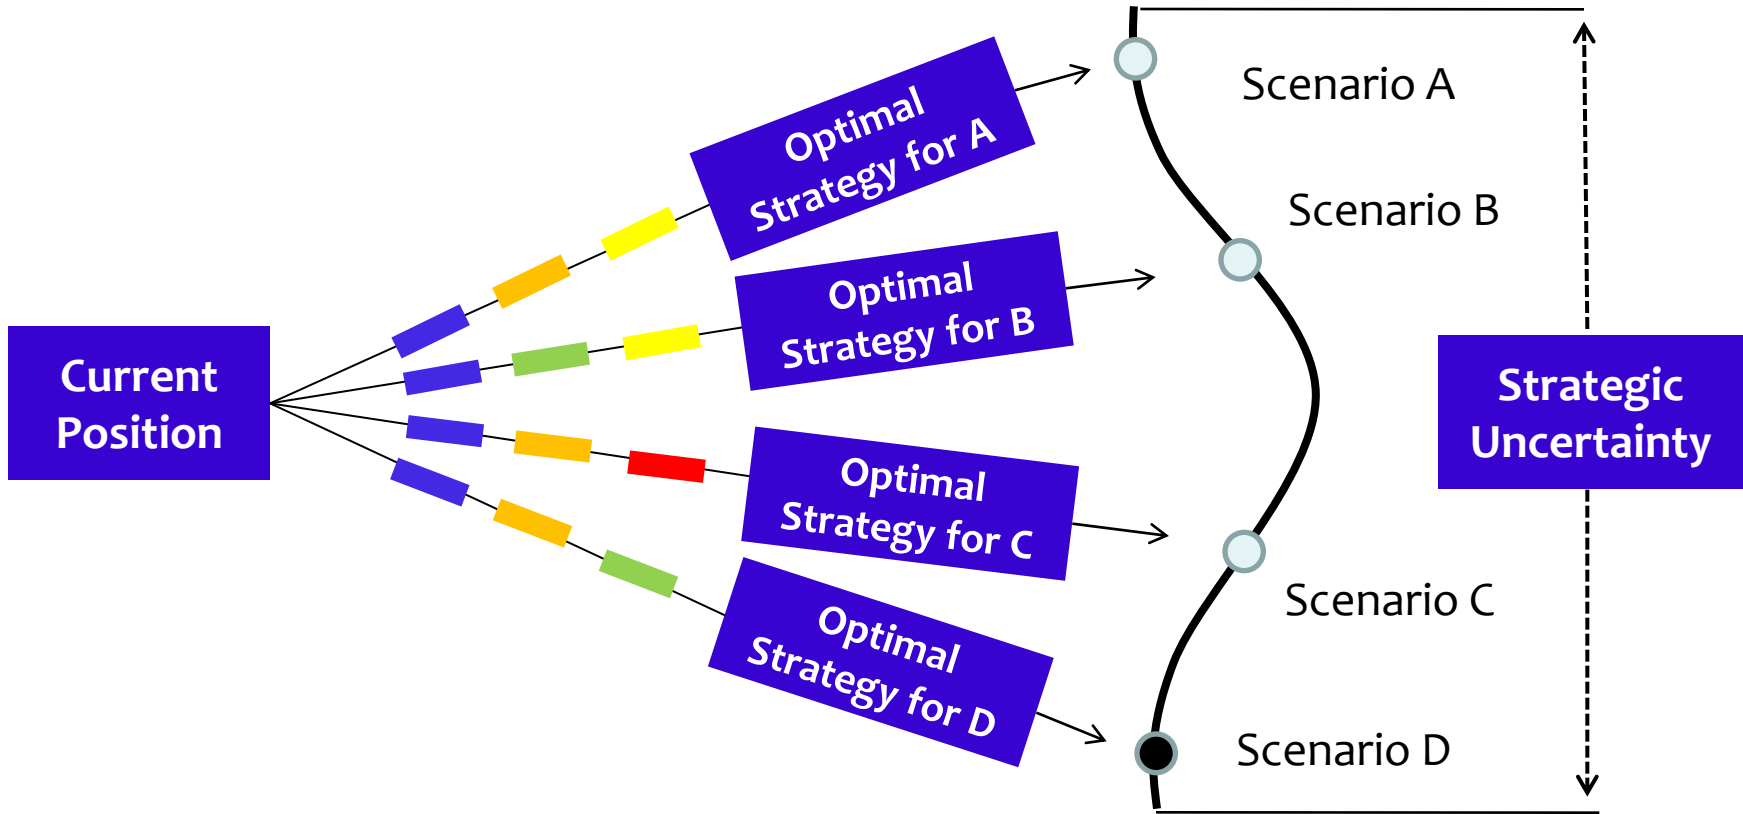 Current
Position
Optimal
Strategy for A
Optimal
Strategy for B
Optimal
Strategy for C
Optimal
Strategy for D
Scenario A
Scenario B
Scenario C
Scenario D
Strategic
Uncertainty